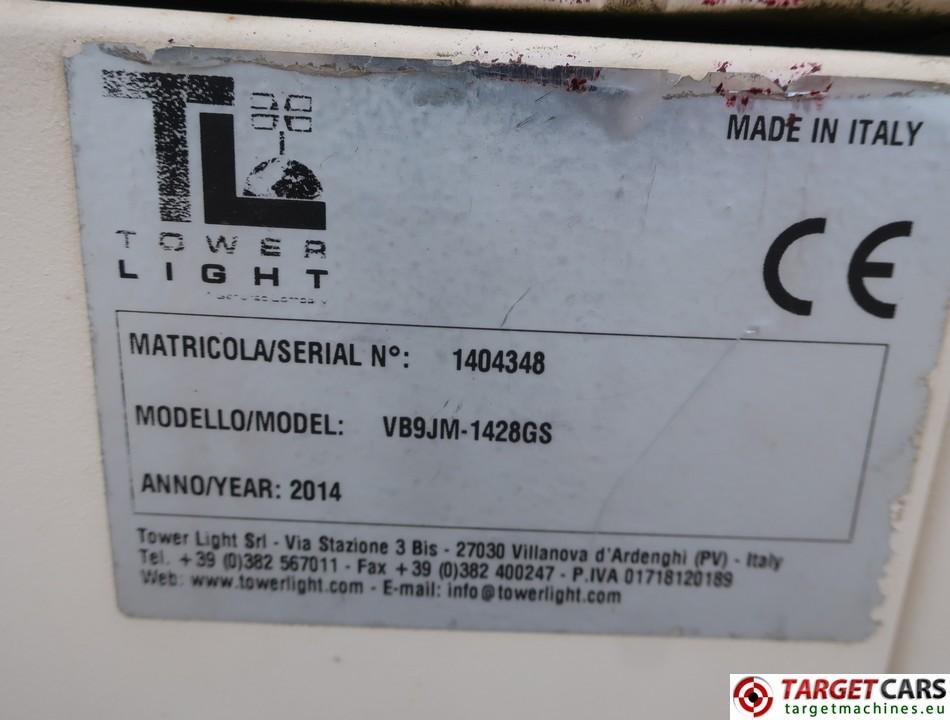 TL
TOWER
LIGHT
MADE IN ITALY
CE
MATRICOLA/SERIAL N°: 1404348
MODELLO/MODEL: VB9JM-1428GS
ANNO/YEAR: 2014
Tower Light Srl - Via Stazione 3 Bis - 27030 Villanova d'Ardenghi (PV) - Italy
Tel. +39 (0)382 567011 - Fax +39 (0)382 400247 - P.IVA 01718120189
Web: www.towerlight.com - E-mail: info@towerlight.com
TARGETCARS
targetmachines.eu